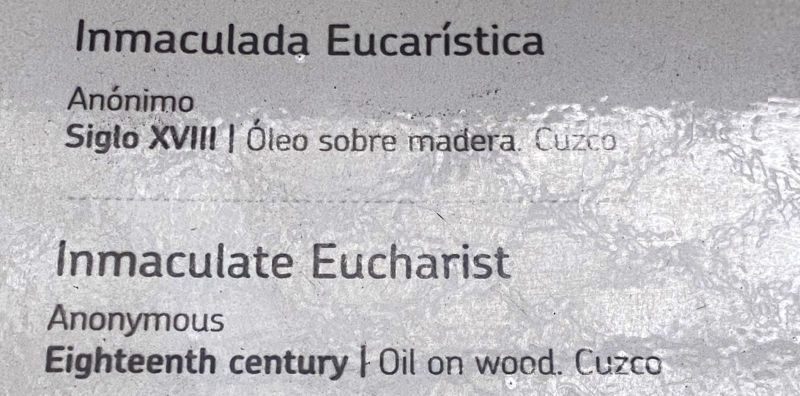 Inmaculada Eucarística
Anónimo
Siglo XVIII | Óleo sobre madera. Cuzco
Inmaculate Eucharist
Anonymous
Eighteenth century | Oil on wood. Cuzco